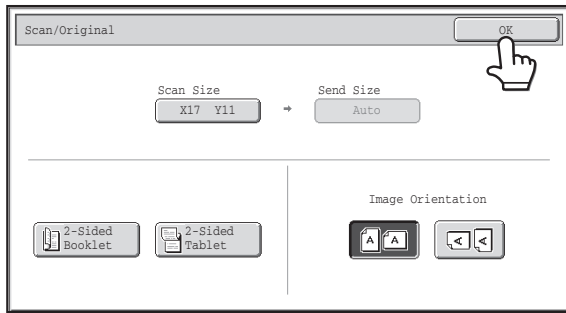 Scan/Original
OK
Scan Size
Send Size
X17 Y11
Auto
Image Orientation
2-Sided
Booklet
2-Sided
Tablet
A A
A A